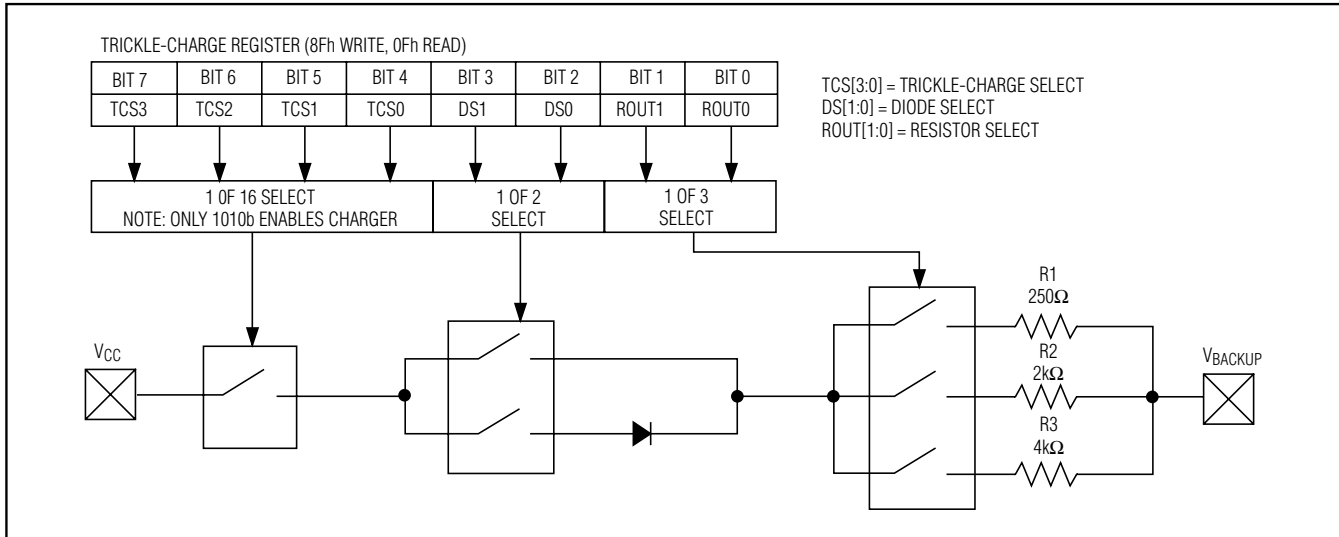 TRICKLE-CHARGE REGISTER (8Fh WRITE, 0Fh READ)
BIT 7 BIT 6 BIT 5 BIT 4 BIT 3 BIT 2 BIT 1 BIT 0
TCS3 TCS2 TCS1 TCS0 DS1 DS0 ROUT1 ROUT0
TCS[3:0] = TRICKLE-CHARGE SELECT
DS[1:0] = DIODE SELECT
ROUT[1:0] = RESISTOR SELECT
1 0F 16 SELECT
NOTE: ONLY 1010b ENABLES CHARGER
1 OF 2
SELECT
1 OF 3
SELECT
VCC
R1
250Ω
R2
2kΩ
R3
4kΩ
VBACKUP